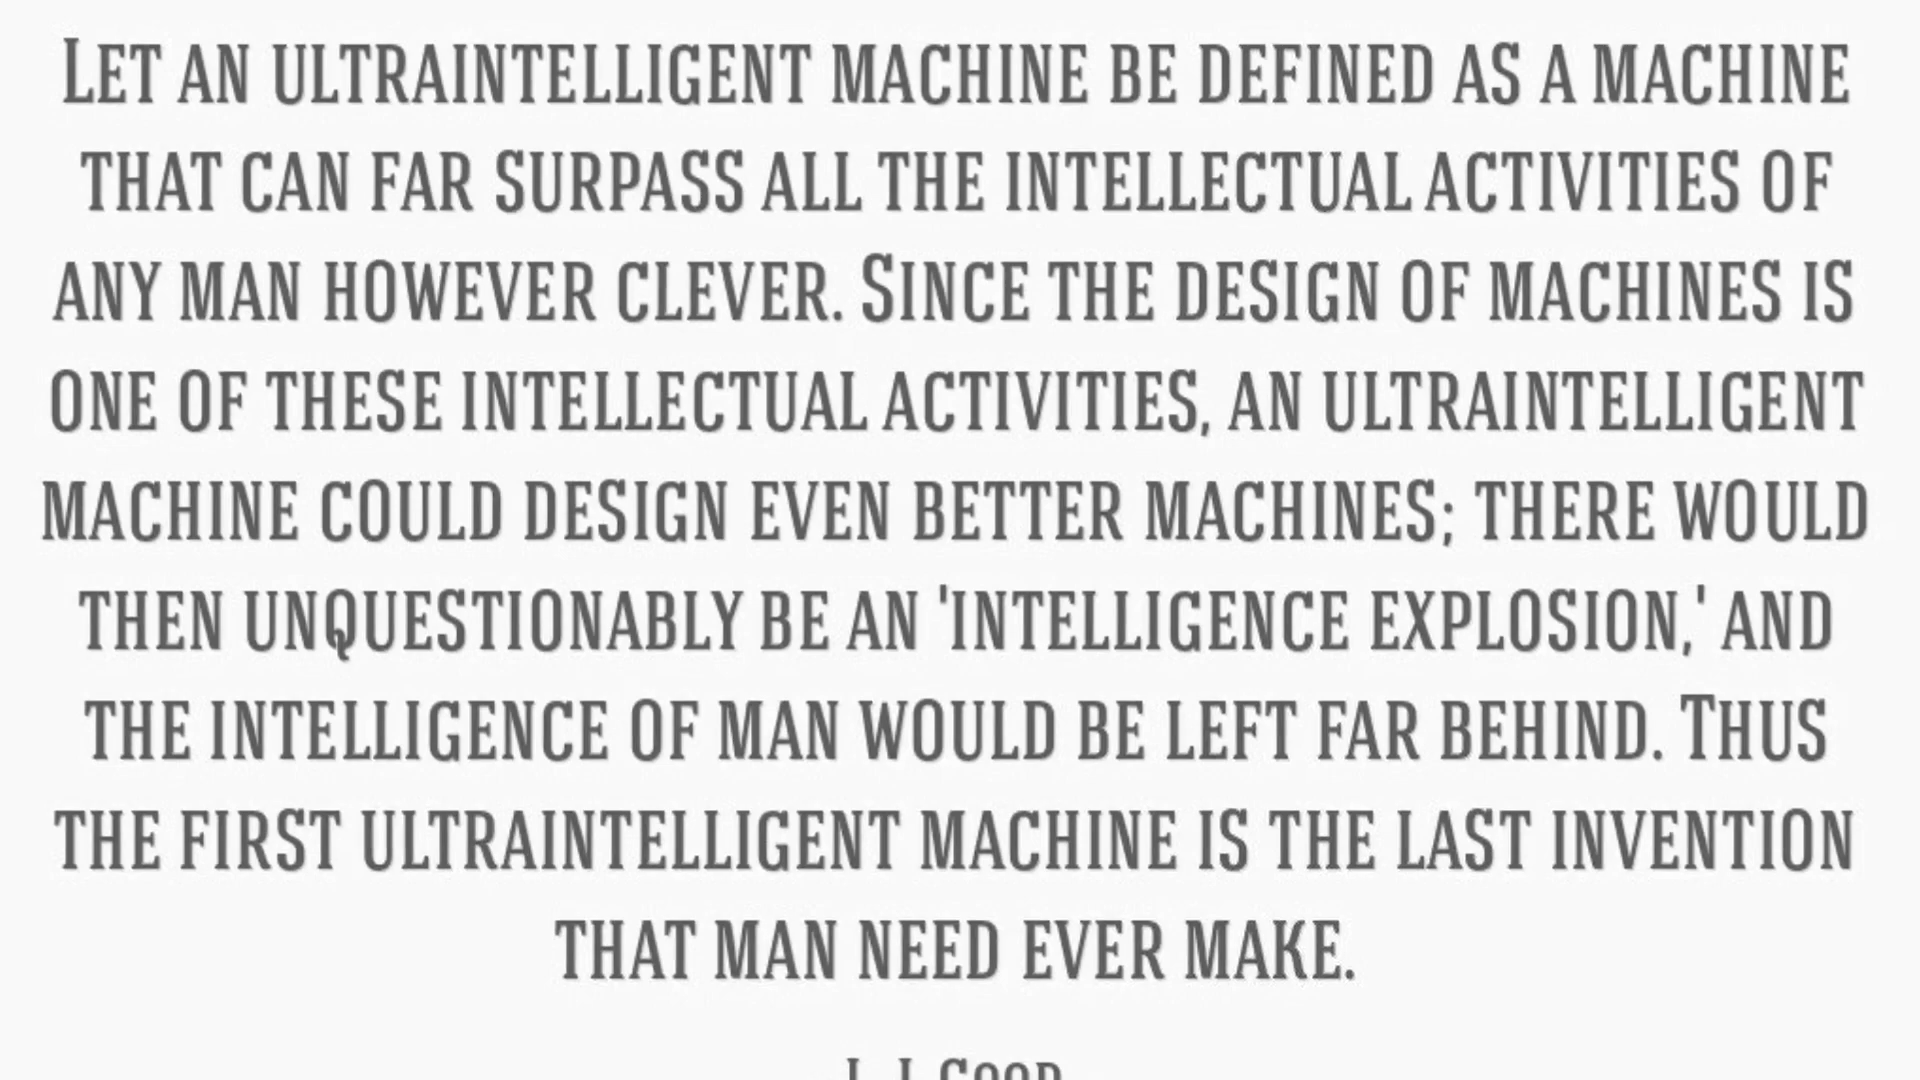 Let an ultraintelligent machine be defined as a machine
that can far surpass all the intellectual activities of
any man however clever. Since the design of machines is
one of these intellectual activities, an ultraintelligent
machine could design even better machines; there would
then unquestionably be an 'intelligence explosion,' and
the intelligence of man would be left far behind. Thus
the first ultraintelligent machine is the last invention
that man need ever make.
I. J. Good